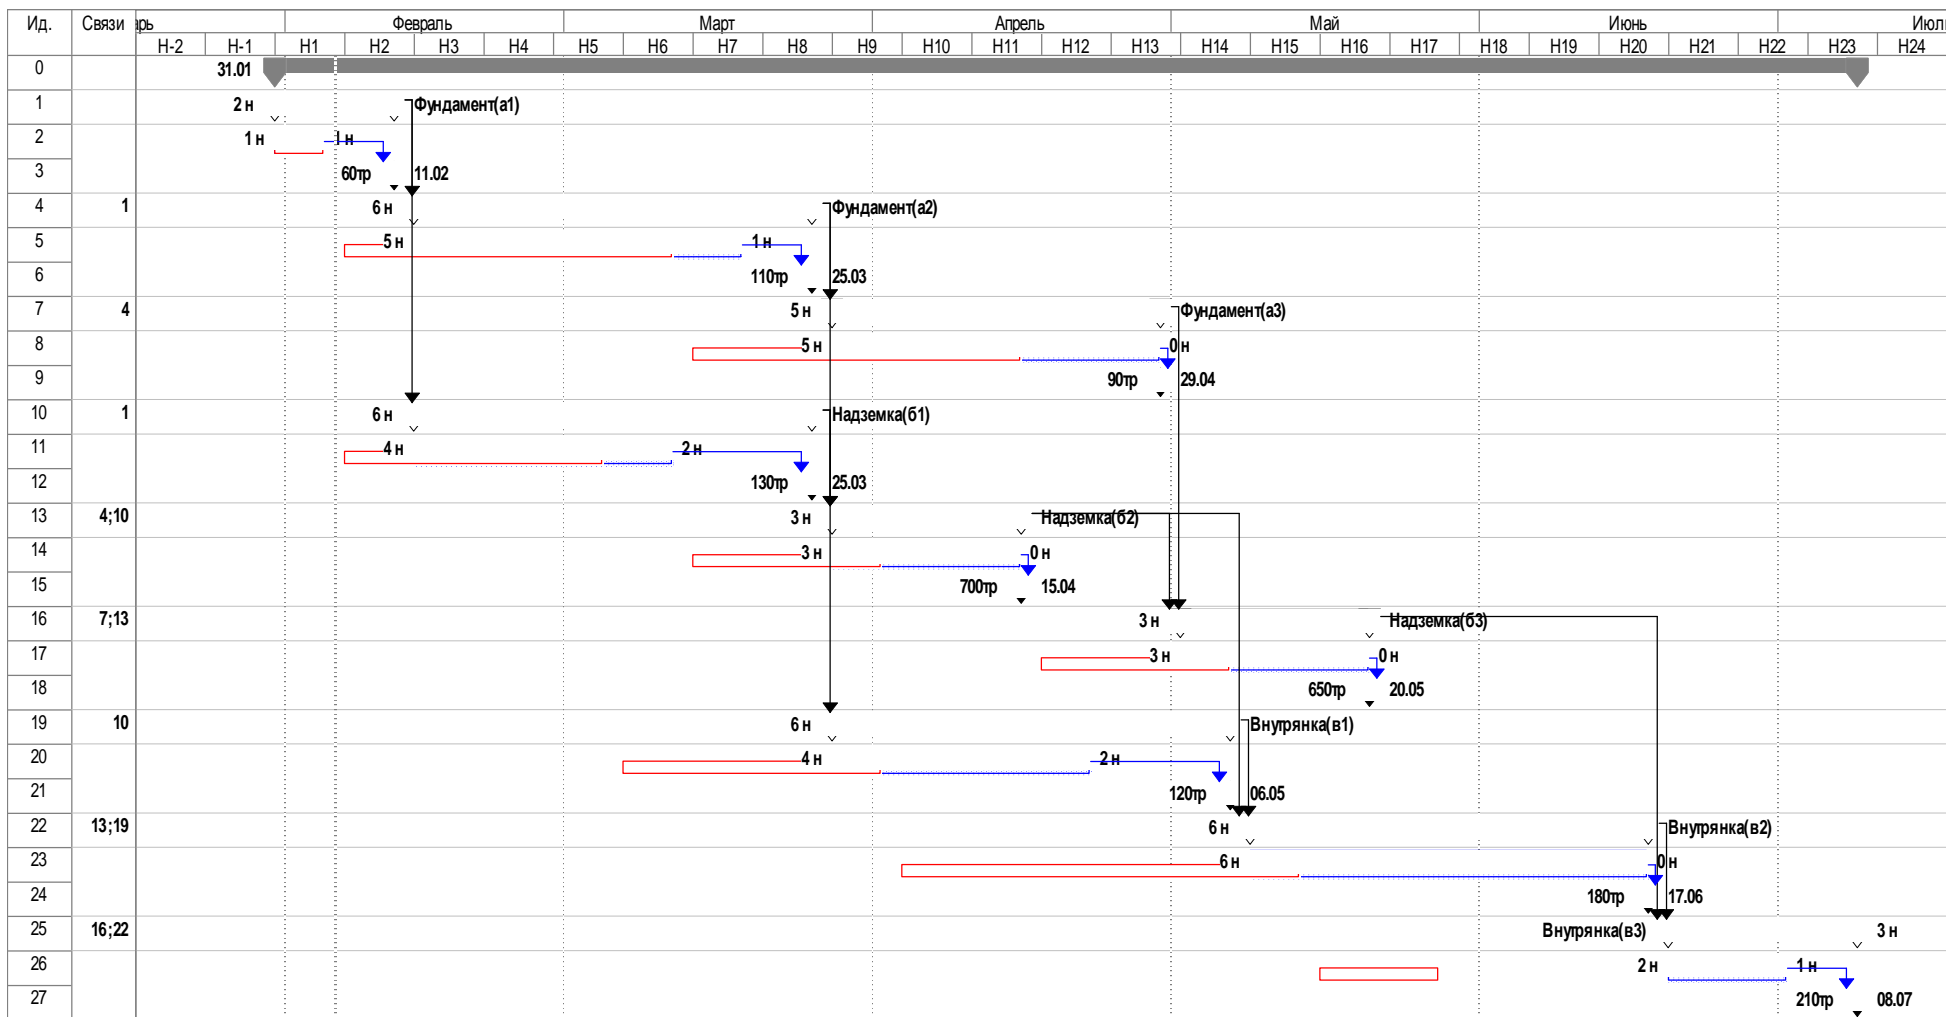 Ид. Связи рь Февраль Март Апрель Май Июнь Июл
Н-2 Н-1 Н1 Н2 Н3 Н4 Н5 Н6 Н7 Н8 Н9 Н10 Н11 Н12 Н13 Н14 Н15 Н16 Н17 Н18 Н19 Н20 Н21 Н22 Н23 Н24
0 31.01
1 2 н Фундамент(а1)
2 1 н 1 н
3 60тр 11.02
4 1 6 н Фундамент(а2)
5 5 н 1 н
6 110тр 25.03
7 4 5 н Фундамент(а3)
8 5 н 0 н
9 90тр 29.04
10 1 6 н Надземка(б1)
11 4 н 2 н
12 130тр 25.03
13 4;10 3 н Надземка(б2)
14 3 н 0 н
15 700тр 15.04
16 7;13 3 н Надземка(б3)
17 3 н 0 н
18 650тр 20.05
19 10 6 н Внутрянка(в1)
20 4 н 2 н
21 120тр 06.05
22 13;19 6 н Внутрянка(в2)
23 6 н 0 н
24 180тр 17.06
25 16;22 Внутрянка(в3) 3 н
26 2 н 1 н
27 210тр 08.07